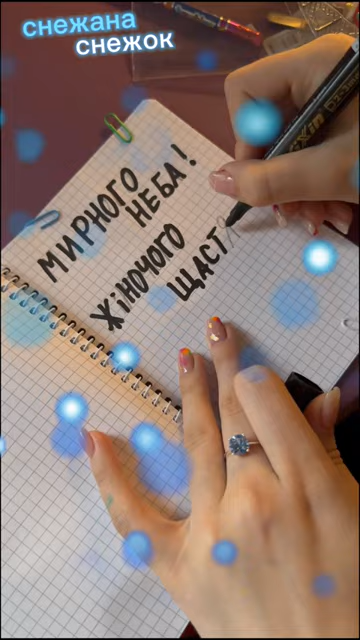 снежана
снежок
МИРНОГО
НЕБА!
ЖІНОЧОГО
ЩАСТ